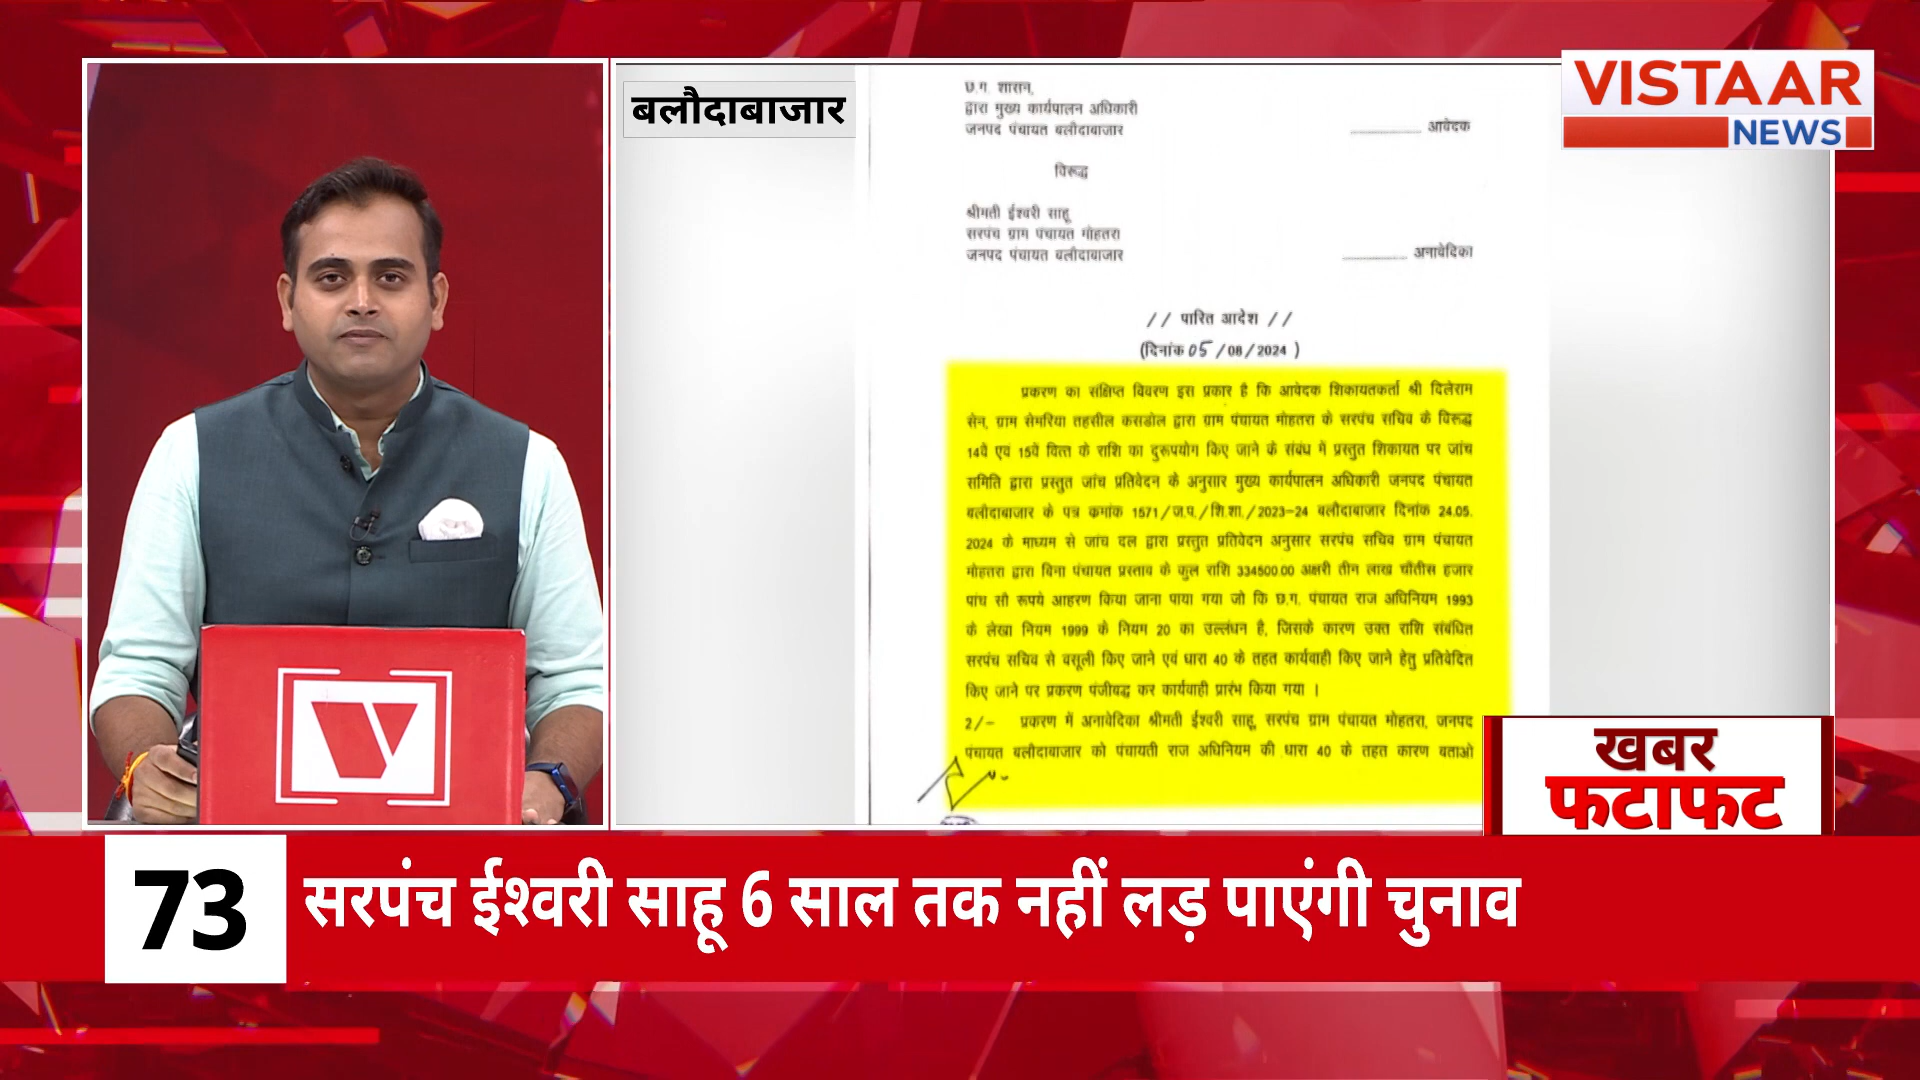 VISTAAR
NEWS
बलौदाबाजार
छ.ग. शासन,
द्वारा मुख्य कार्यपालन अधिकारी
जनपद पंचायत बलौदाबाजार
आवेदक
विरूद्ध
श्रीमती ईश्वरी साहू
सरपंच ग्राम पंचायत मोहतरा
जनपद पंचायत बलौदाबाजार
अनावेदिका
// पारित आदेश //
(दिनांक 05/08/2024 )
प्रकरण का संक्षिप्त विवरण इस प्रकार है कि आवेदक शिकायतकर्ता श्री दिलेराम
सेन, ग्राम सेमरिया तहसील कसडोल द्वारा ग्राम पंचायत मोहतरा के सरपंच सचिव के विरूद्ध
14वें एवं 15वें वित्त के राशि का दुरूपयोग किए जाने के संबंध में प्रस्तुत शिकायत पर जांच
समिति द्वारा प्रस्तुत जांच प्रतिवेदन के अनुसार मुख्य कार्यपालन अधिकारी जनपद पंचायत
बलौदाबाजार के पत्र क्रमांक 1571/ज.प./शि.शा./2023-24 बलौदाबाजार दिनांक 24.05.
2024 के माध्यम से जांच दल द्वारा प्रस्तुत प्रतिवेदन अनुसार सरपंच सचिव ग्राम पंचायत
मोहतरा द्वारा बिना पंचायत प्रस्ताव के कुल राशि 334500.00 अक्षरी तीन लाख चौंतीस हजार
पांच सौ रूपये आहरण किया जाना पाया गया जो कि छ.ग. पंचायत राज अधिनियम 1993
के लेखा नियम 1999 के नियम 20 का उल्लंघन है, जिसके कारण उक्त राशि संबंधित
सरपंच सचिव से वसूली किए जाने एवं धारा 40 के तहत कार्यवाही किए जाने हेतु प्रतिवेदित
किए जाने पर प्रकरण पंजीबद्ध कर कार्यवाही प्रारंभ किया गया ।
2/- प्रकरण में अनावेदिका श्रीमती ईश्वरी साहू, सरपंच ग्राम पंचायत मोहतरा, जनपद
पंचायत बलौदाबाजार को पंचायती राज अधिनियम की धारा 40 के तहत कारण बताओ
खबर
फटाफट
73 सरपंच ईश्वरी साहू 6 साल तक नहीं लड़ पाएंगी चुनाव